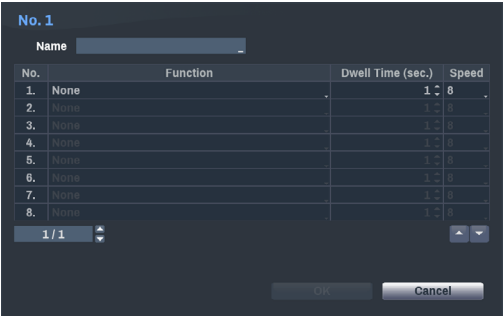 No. 1
Name
No. Function Dwell Time (sec.) Speed
1. None 1 8
2. None 1 8
3. None 1 8
4. None 1 8
5. None 1 8
6. None 1 8
7. None 1 8
8. None 1 8
1 / 1
OK Cancel